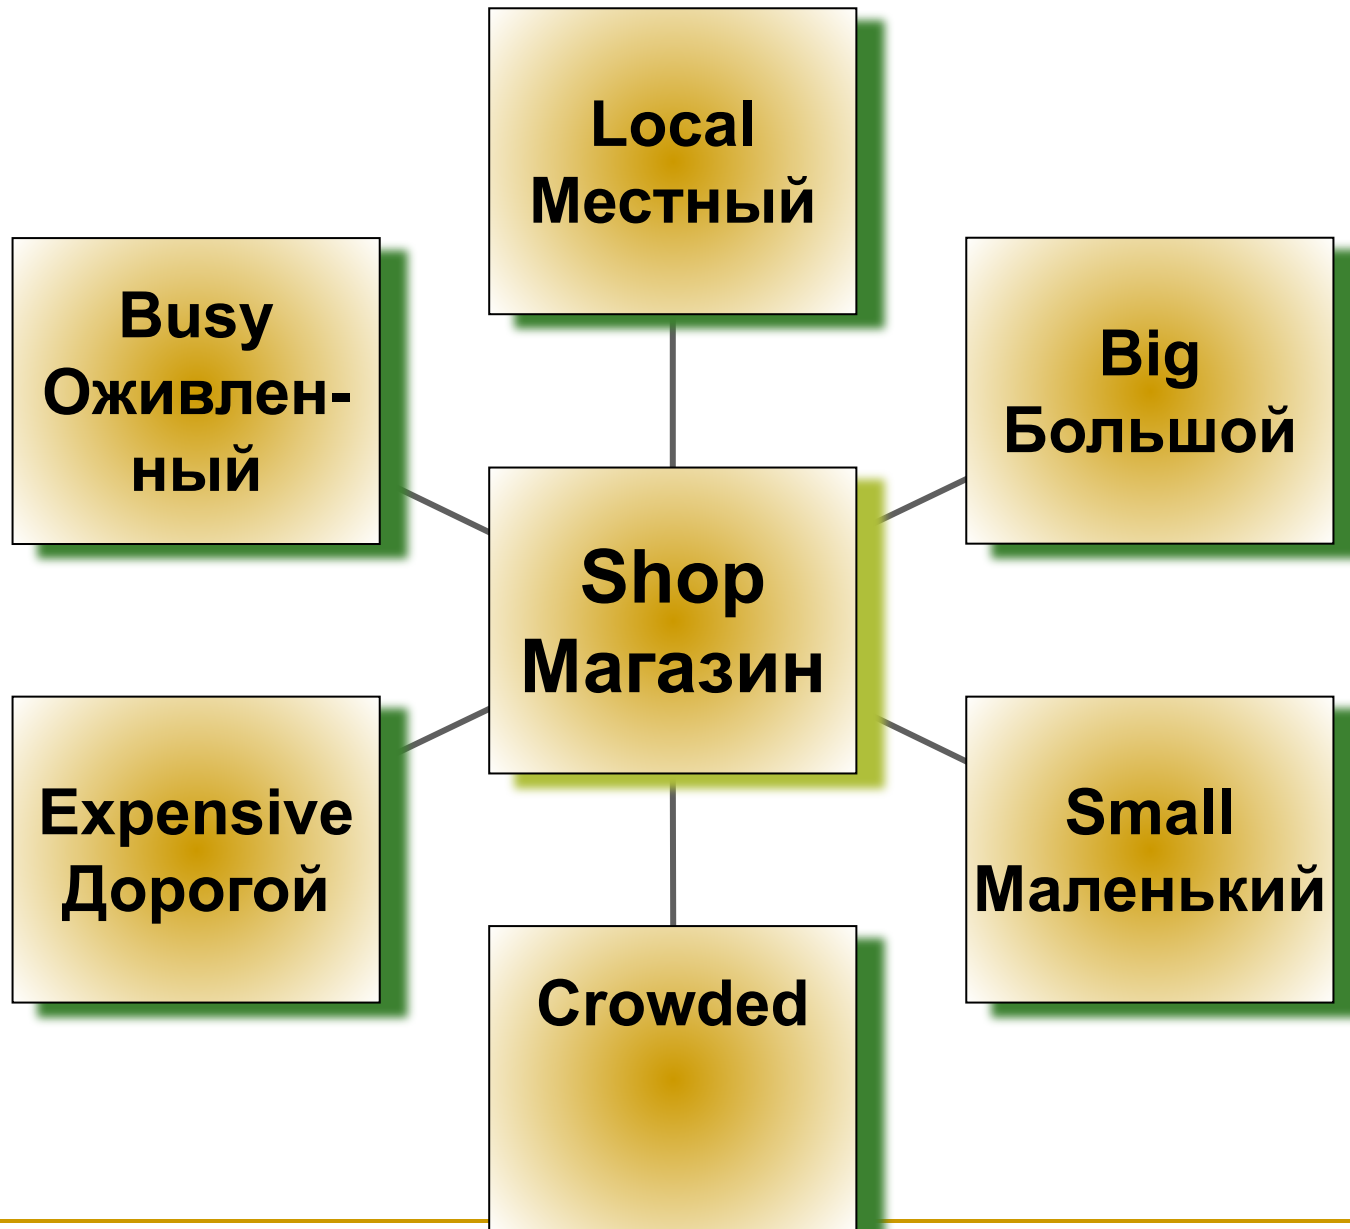 Local
Местный
Busy
Оживлен-
ный
Big
Большой
Shop
Магазин
Expensive
Дорогой
Small
Маленький
Crowded